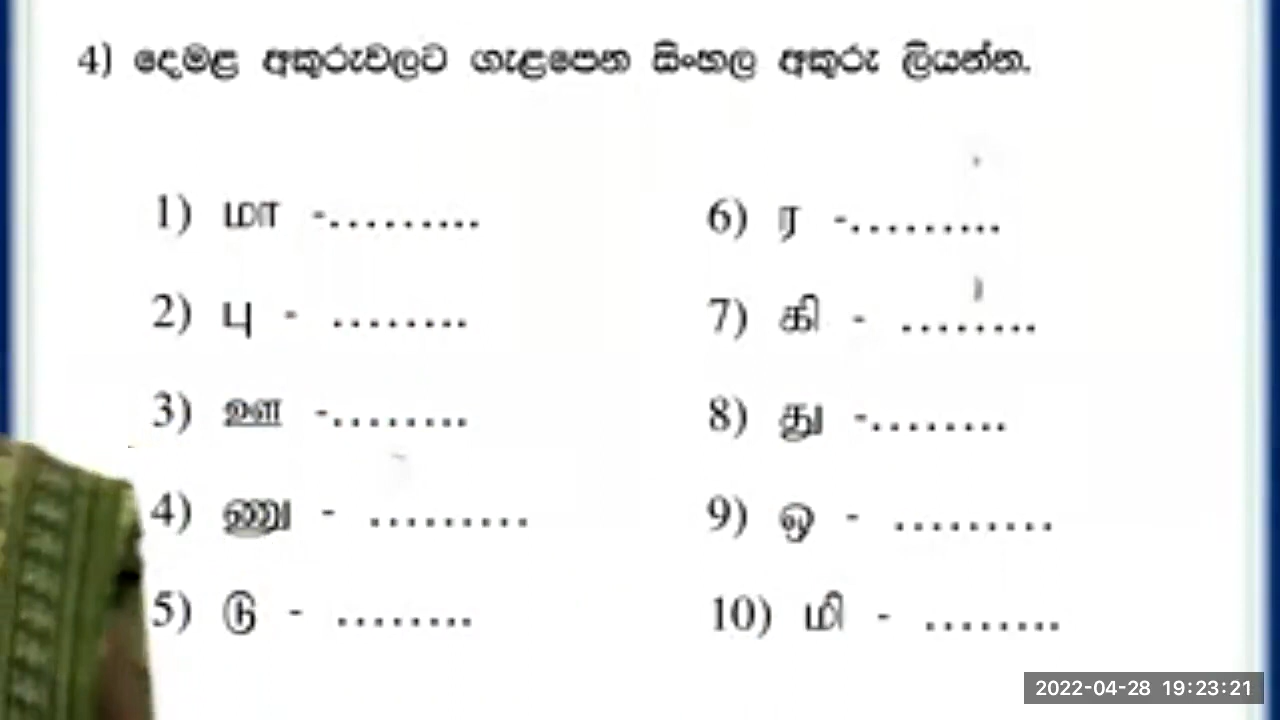 4) දෙමළ අකුරුවලට ගැළපෙන සිංහල අකුරු ලියන්න.
1) மா -.........
2) பு - ........
3) ஊ -........
4) ணு - .........
5) டு - ........
6) ர -.........
7) கி - ........
8) து -........
9) ஒ - .........
10) மி - ........
2022-04-28 19:23:21